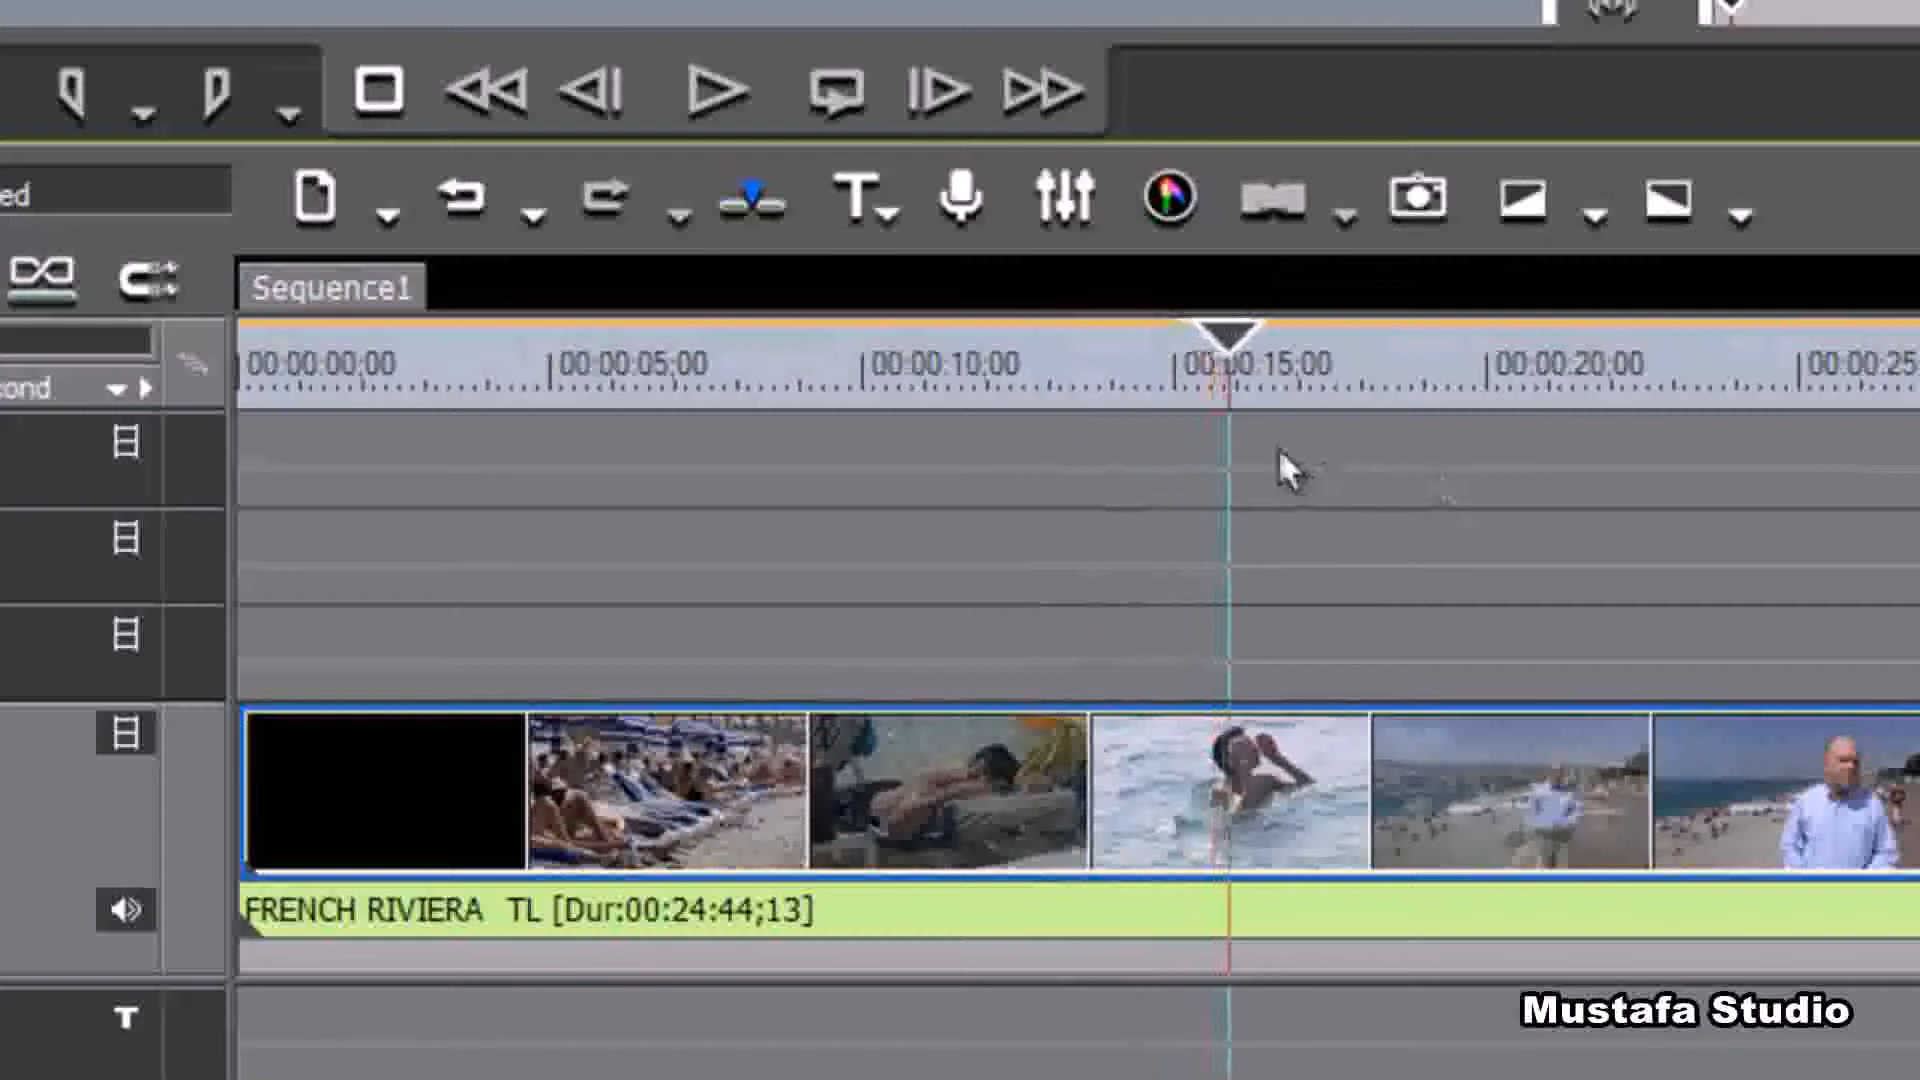 ed
Sequence1
00:00:00;00 00:00:05;00 00:00:10;00 00:00:15;00 00:00:20;00 00:00:25
cond
FRENCH RIVIERA TL [Dur:00:24:44;13]
T
Mustafa Studio